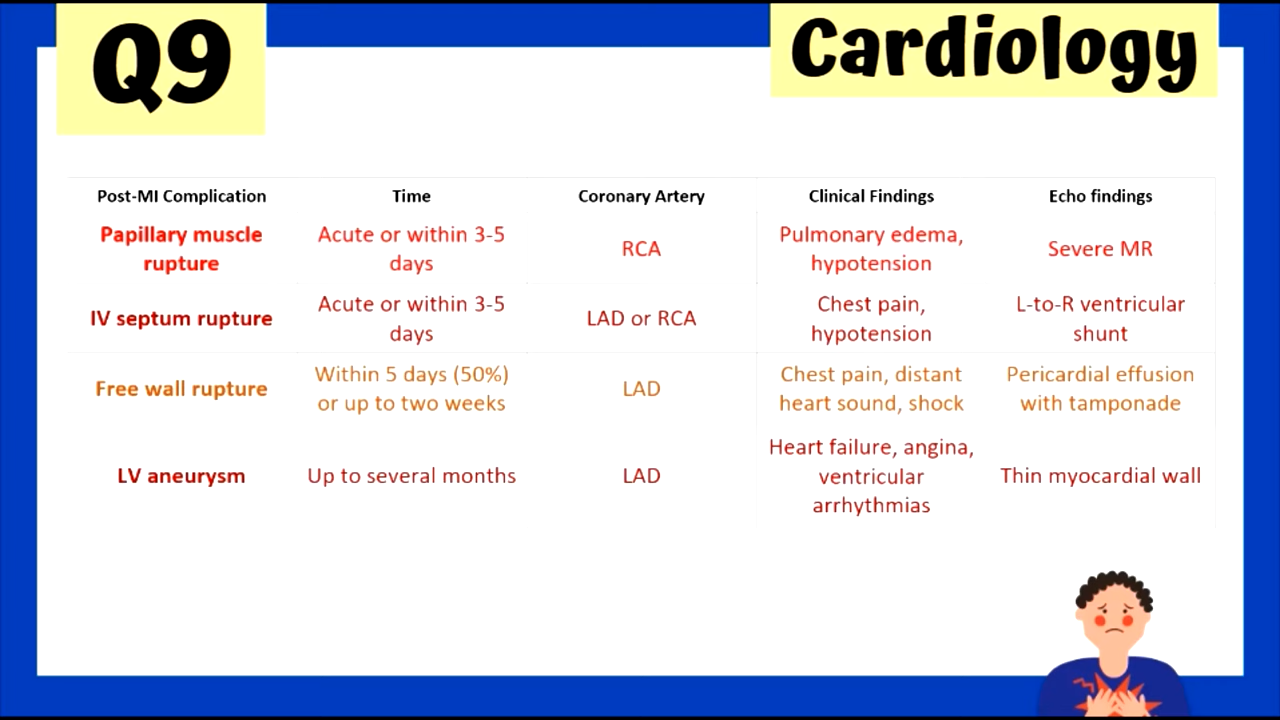 Q9
Cardiology
Post-MI Complication Time Coronary Artery Clinical Findings Echo findings
Papillary muscle rupture Acute or within 3-5 days RCA Pulmonary edema, hypotension Severe MR
IV septum rupture Acute or within 3-5 days LAD or RCA Chest pain, hypotension L-to-R ventricular shunt
Free wall rupture Within 5 days (50%) or up to two weeks LAD Chest pain, distant heart sound, shock Pericardial effusion with tamponade
LV aneurysm Up to several months LAD Heart failure, angina, ventricular arrhythmias Thin myocardial wall